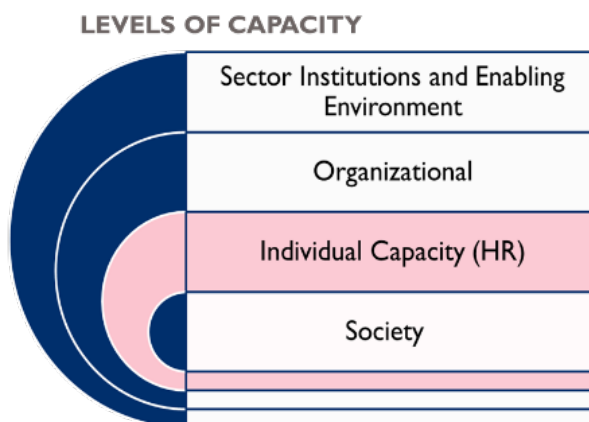 LEVELS OF CAPACITY
Sector Institutions and Enabling
Environment
Organizational
Individual Capacity (HR)
Society